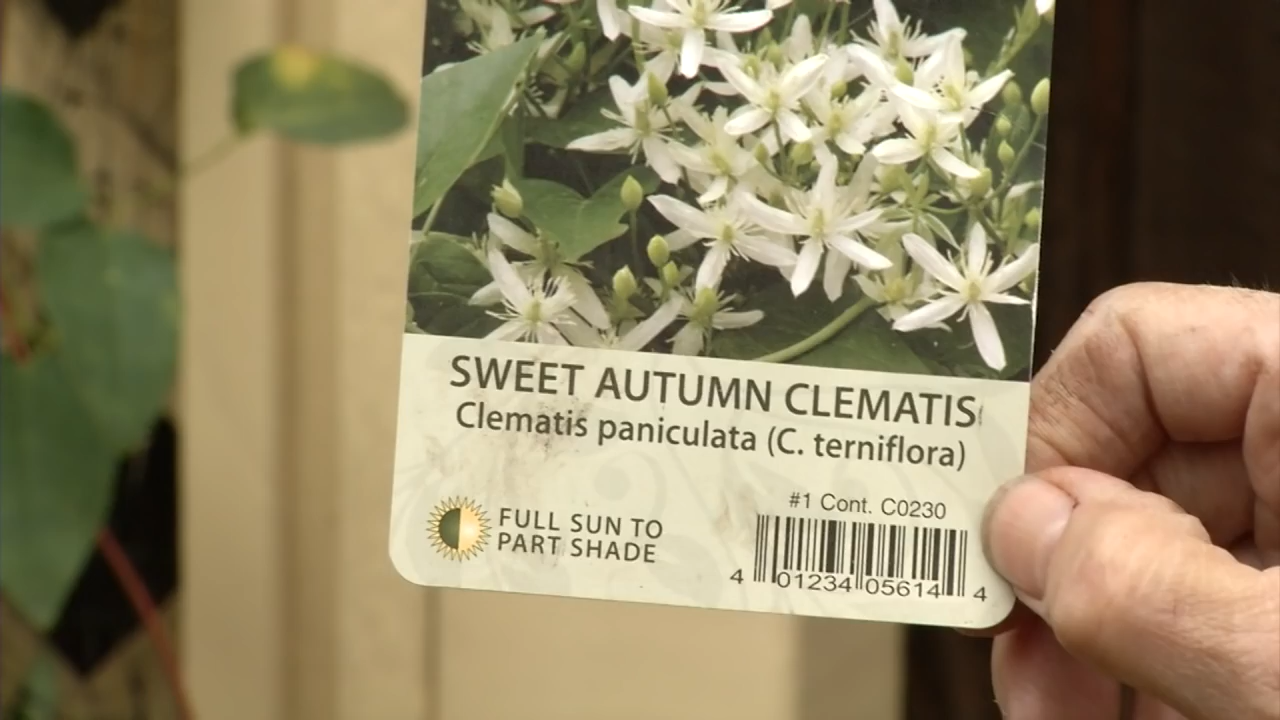 SWEET AUTUMN CLEMATIS
Clematis paniculata (C. terniflora)
FULL SUN TO
PART SHADE
#1 Cont. C0230
4 01234 05614 4